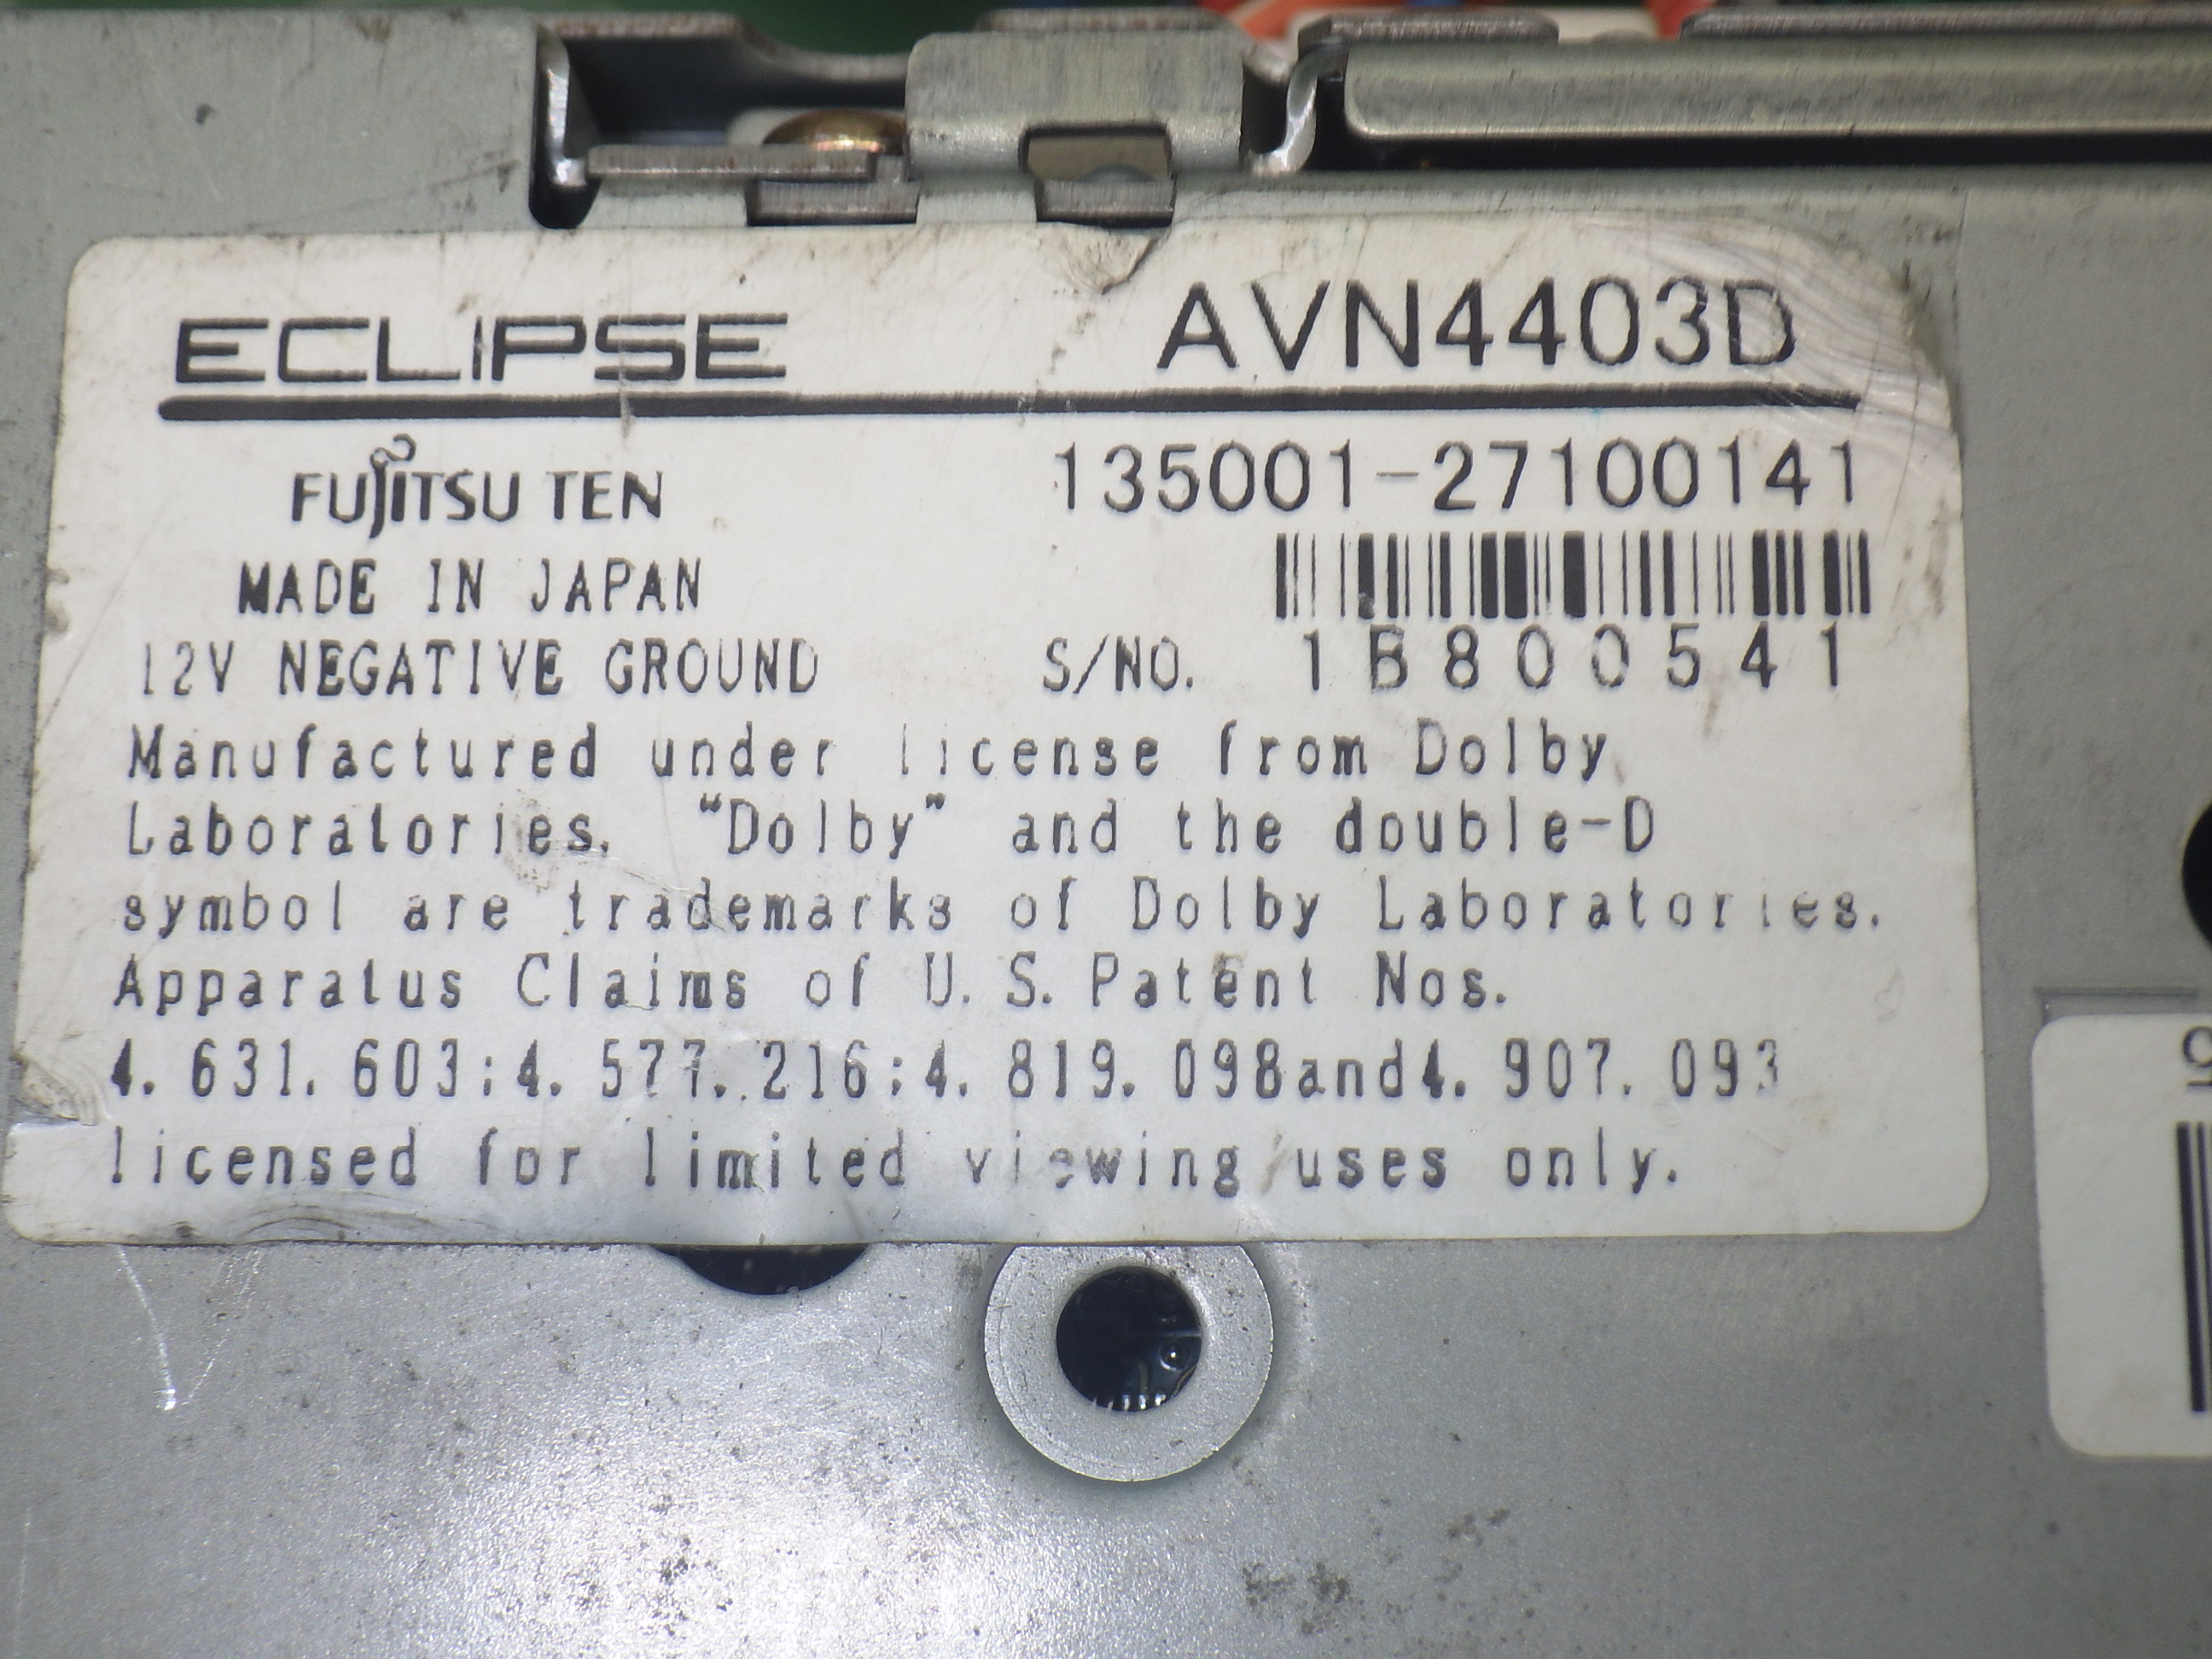 ECLIPSE AVN4403D
FUJITSU TEN 135001-27100141
MADE IN JAPAN
12V NEGATIVE GROUND S/NO. 1B800541
Manufactured under license from Dolby
Laboratories. "Dolby" and the double-D
symbol are trademarks of Dolby Laboratories.
Apparatus Claims of U.S. Patent Nos.
4.631.603;4.577.216;4.819.098and4.907.093
licensed for limited viewing uses only.